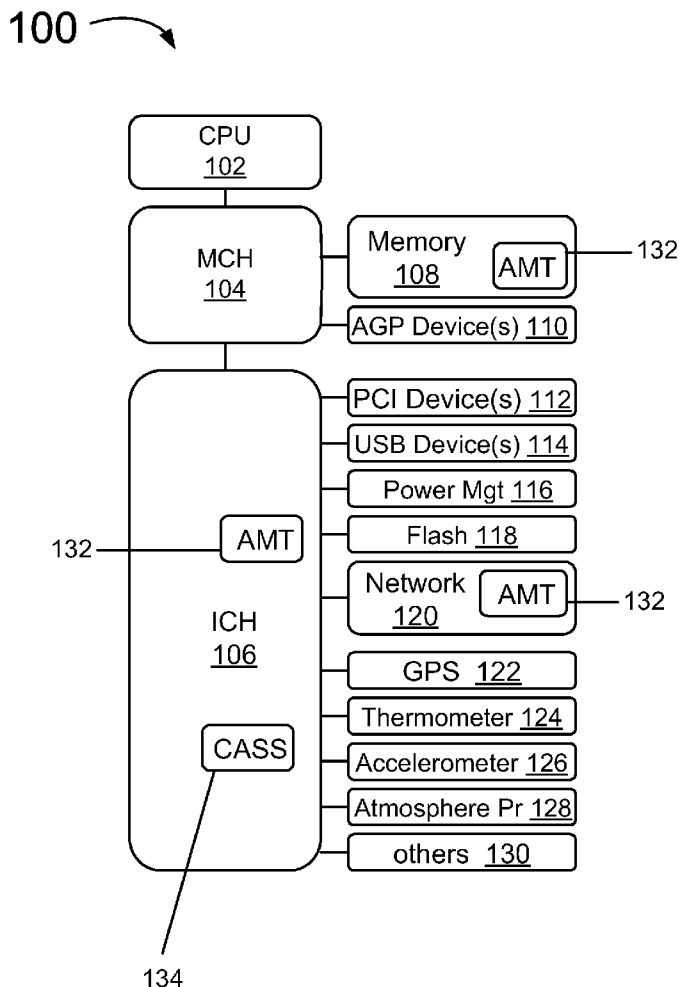 100
CPU
102
MCH
104
Memory
108
AMT
132
AGP Device(s) 110
PCI Device(s) 112
USB Device(s) 114
Power Mgt 116
132
AMT
Flash 118
Network
120
AMT
132
ICH
106
GPS 122
Thermometer 124
CASS
Accelerometer 126
Atmosphere Pr 128
others 130
134